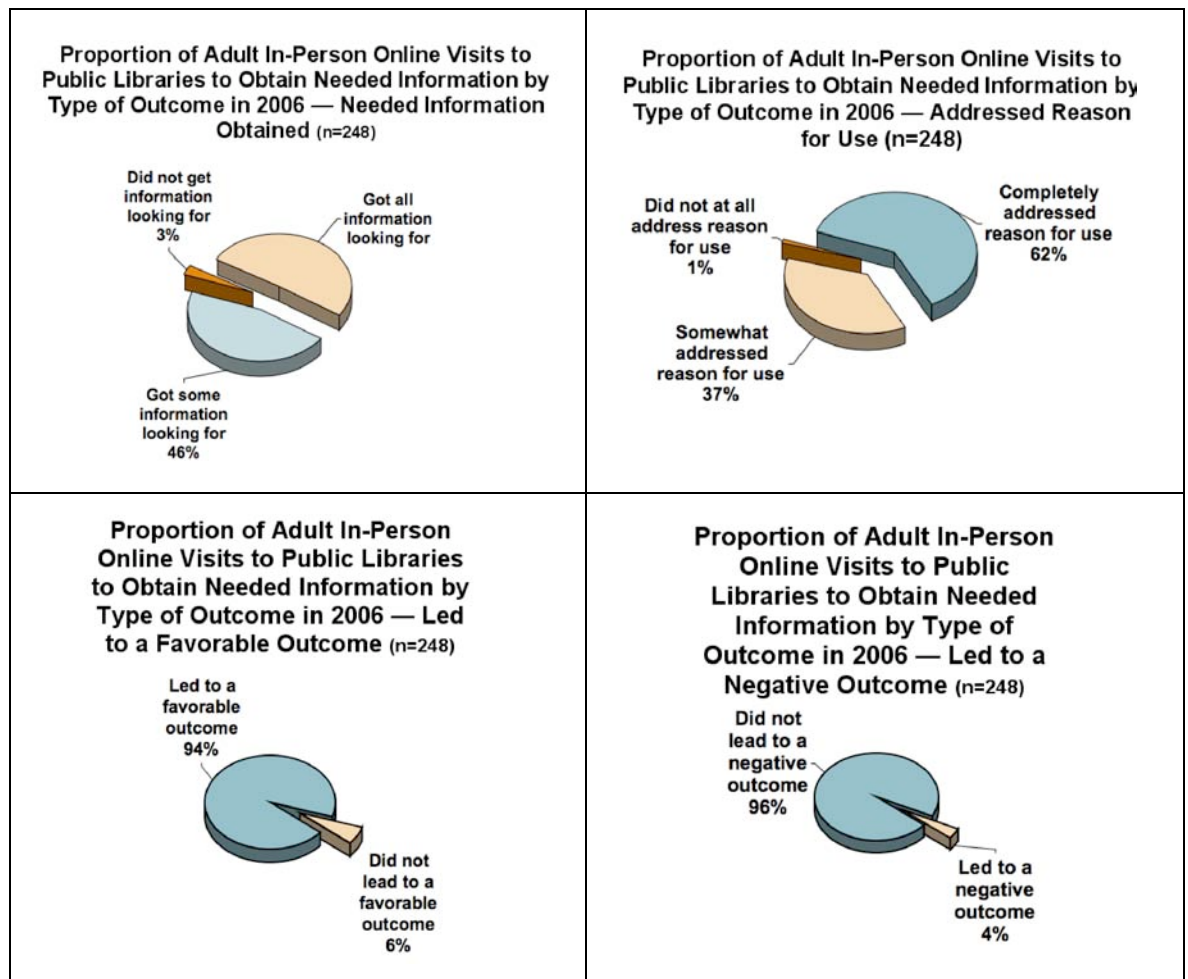 Proportion of Adult In-Person Online Visits to
Public Libraries to Obtain Needed Information by
Type of Outcome in 2006 — Needed Information
Obtained (n=248)
Did not get
information
looking for
3%
Got all
information
looking for
Got some
information
looking for
46%
Proportion of Adult In-Person Online Visits to
Public Libraries to Obtain Needed Information by
Type of Outcome in 2006 — Addressed Reason
for Use (n=248)
Did not at all
address reason
for use
1%
Completely
addressed
reason for use
62%
Somewhat
addressed
reason for use
37%
Proportion of Adult In-Person
Online Visits to Public Libraries
to Obtain Needed Information by
Type of Outcome in 2006 — Led
to a Favorable Outcome (n=248)
Led to a
favorable
outcome
94%
Did not
lead to a
favorable
outcome
6%
Proportion of Adult In-Person
Online Visits to Public
Libraries to Obtain Needed
Information by Type of
Outcome in 2006 — Led to a
Negative Outcome (n=248)
Did not
lead to a
negative
outcome
96%
Led to a
negative
outcome
4%